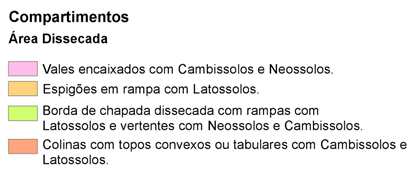 Compartimentos
Área Dissecada
Vales encaixados com Cambissolos e Neossolos.
Espigões em rampa com Latossolos.
Borda de chapada dissecada com rampas com
Latossolos e vertentes com Neossolos e Cambissolos.
Colinas com topos convexos ou tabulares com Cambissolos e
Latossolos.